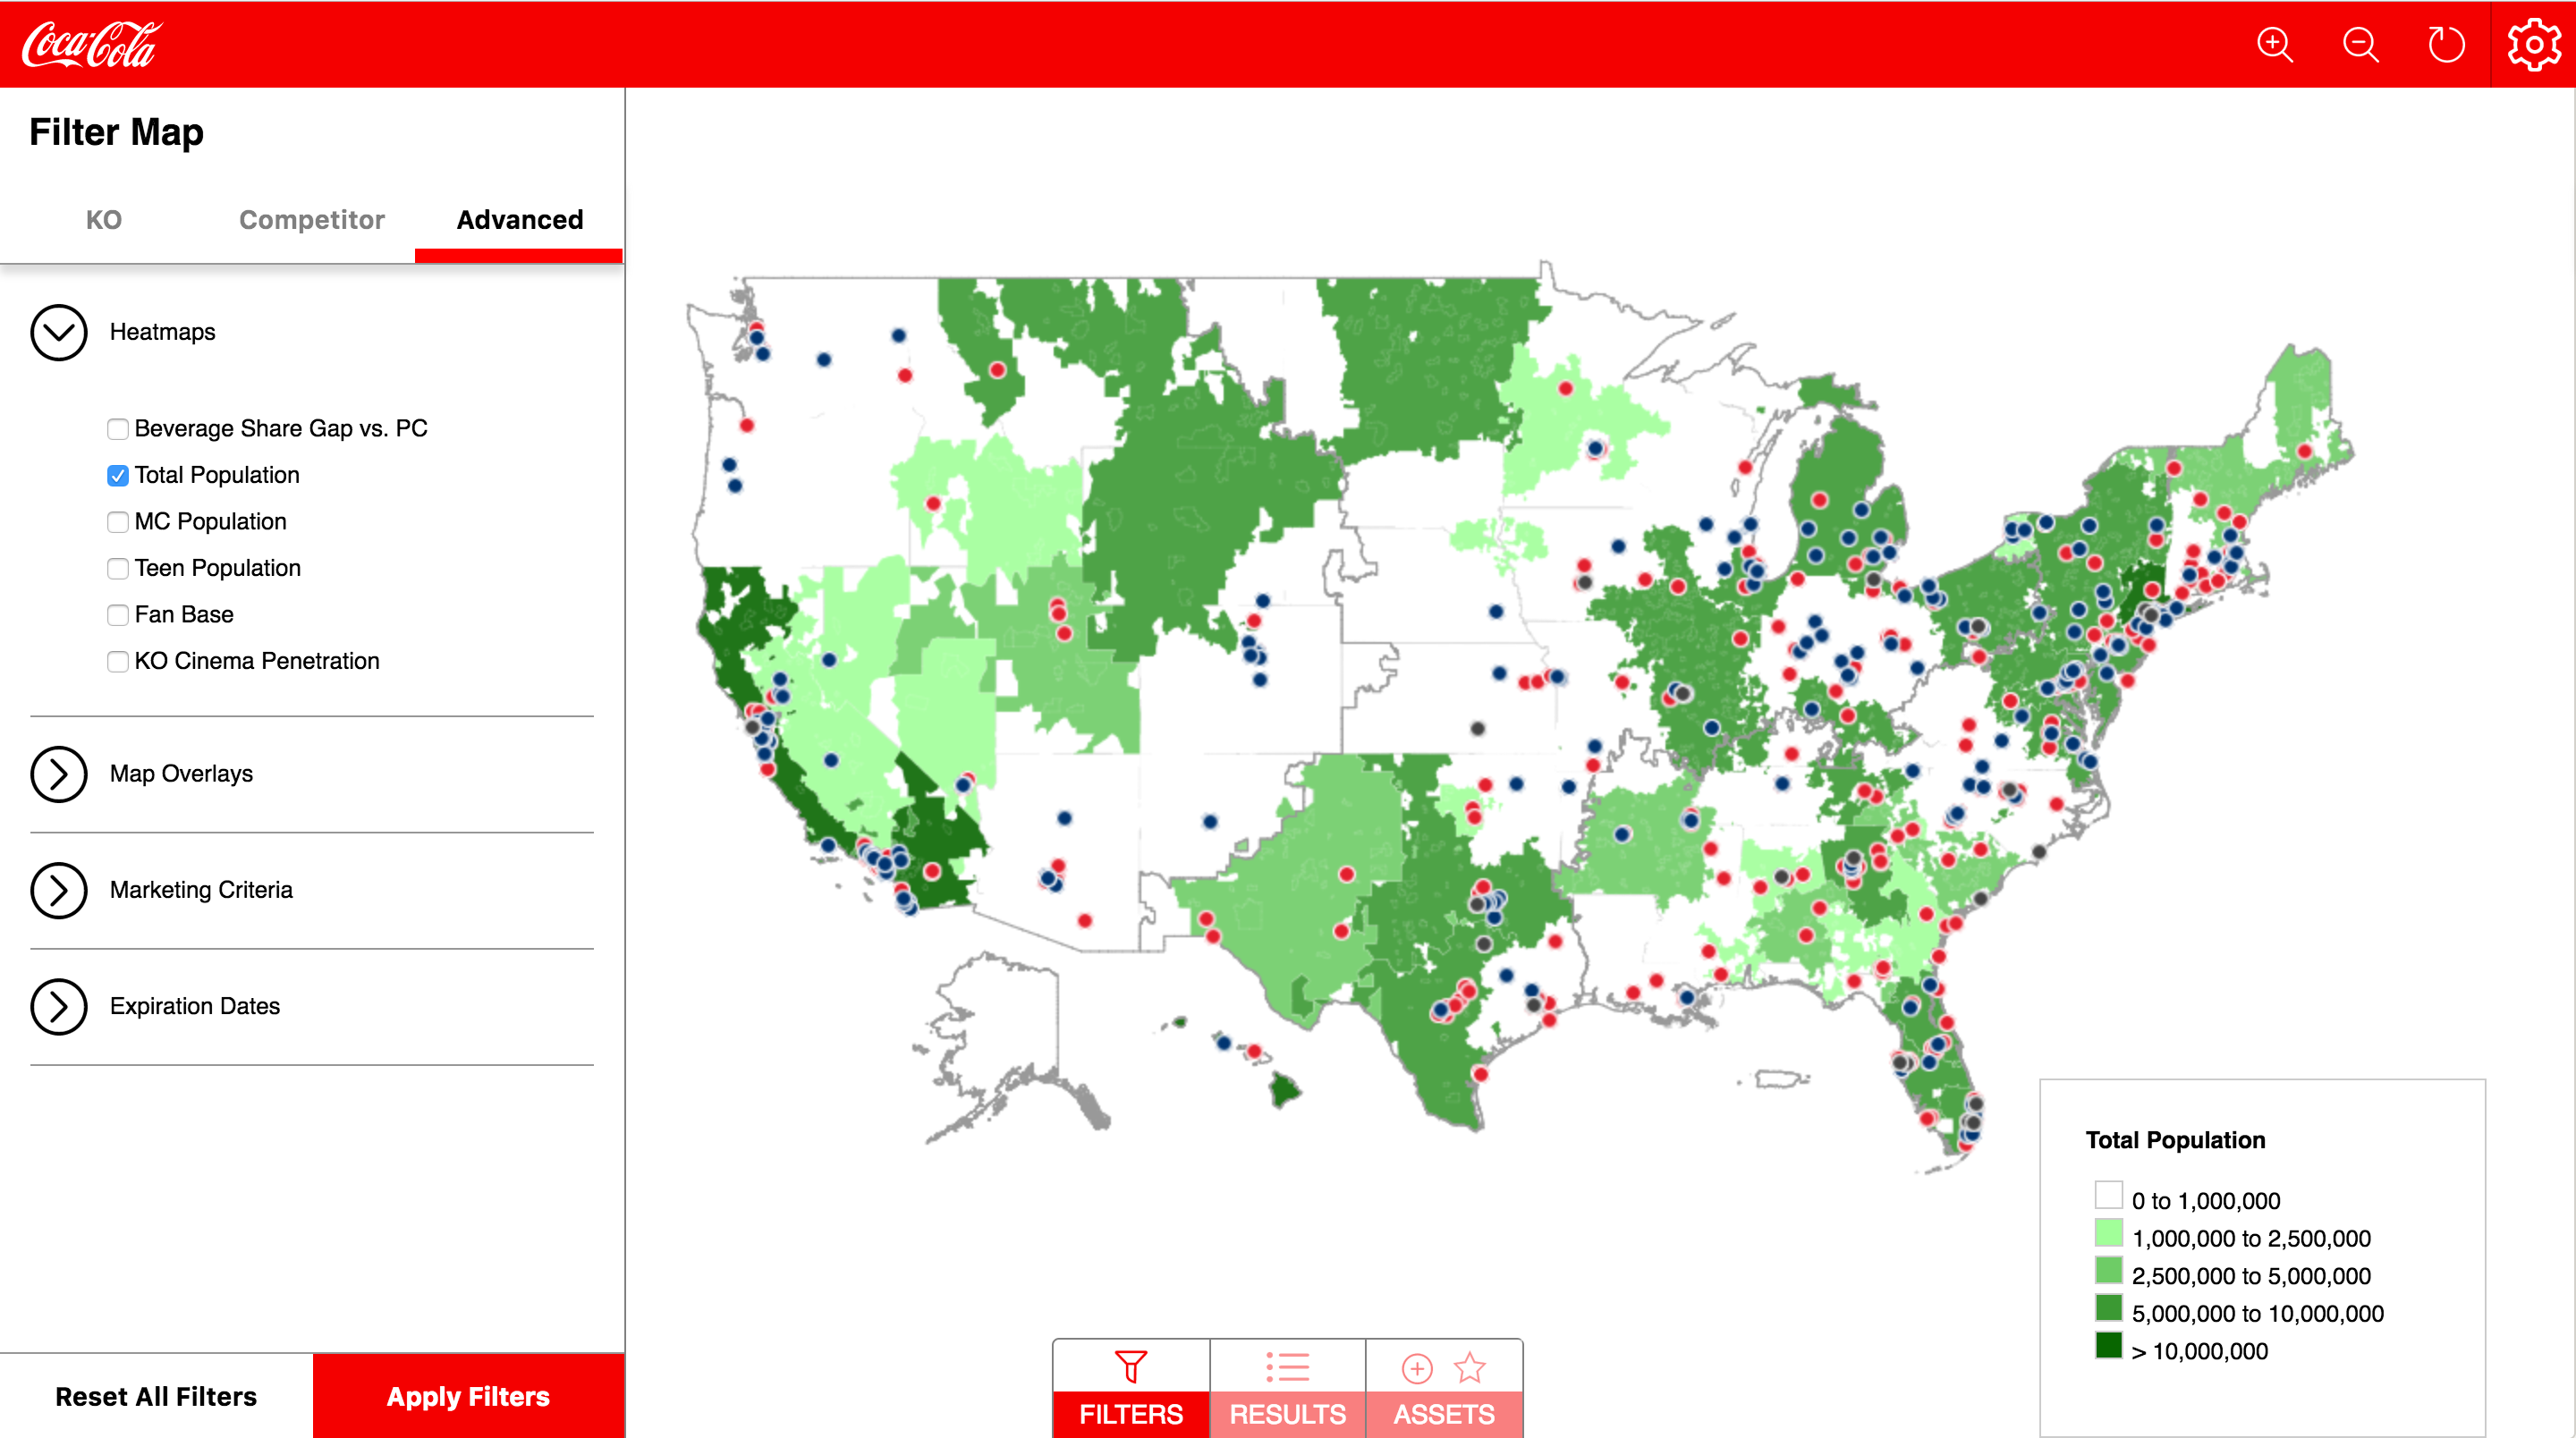 Coca-Cola
Filter Map
KO
Competitor
Advanced
Heatmaps
Beverage Share Gap vs. PC
Total Population
MC Population
Teen Population
Fan Base
KO Cinema Penetration
Map Overlays
Marketing Criteria
Expiration Dates
Reset All Filters
Apply Filters
FILTERS
RESULTS
ASSETS
Total Population
0 to 1,000,000
1,000,000 to 2,500,000
2,500,000 to 5,000,000
5,000,000 to 10,000,000
> 10,000,000